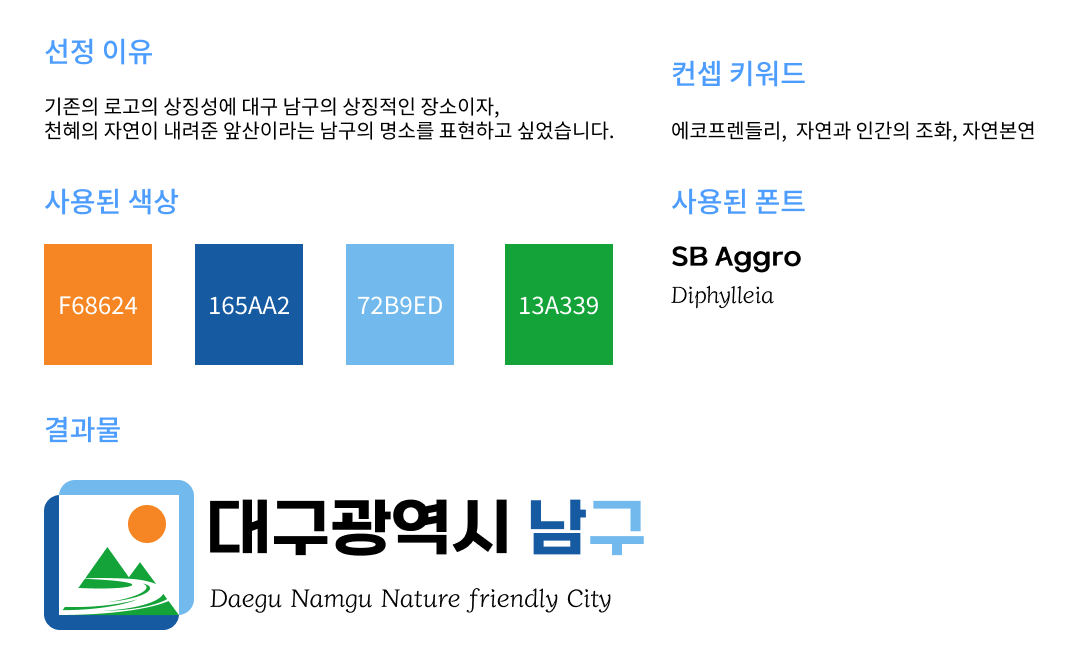 선정 이유
기존의 로고의 상징성에 대구 남구의 상징적인 장소이자,
천혜의 자연이 내려준 앞산이라는 남구의 명소를 표현하고 싶었습니다.
컨셉 키워드
에코프렌들리, 자연과 인간의 조화, 자연본연
사용된 색상
F68624
165AA2
72B9ED
13A339
사용된 폰트
SB Aggro
Diphylleia
결과물
대구광역시 남구
Daegu Namgu Nature friendly City